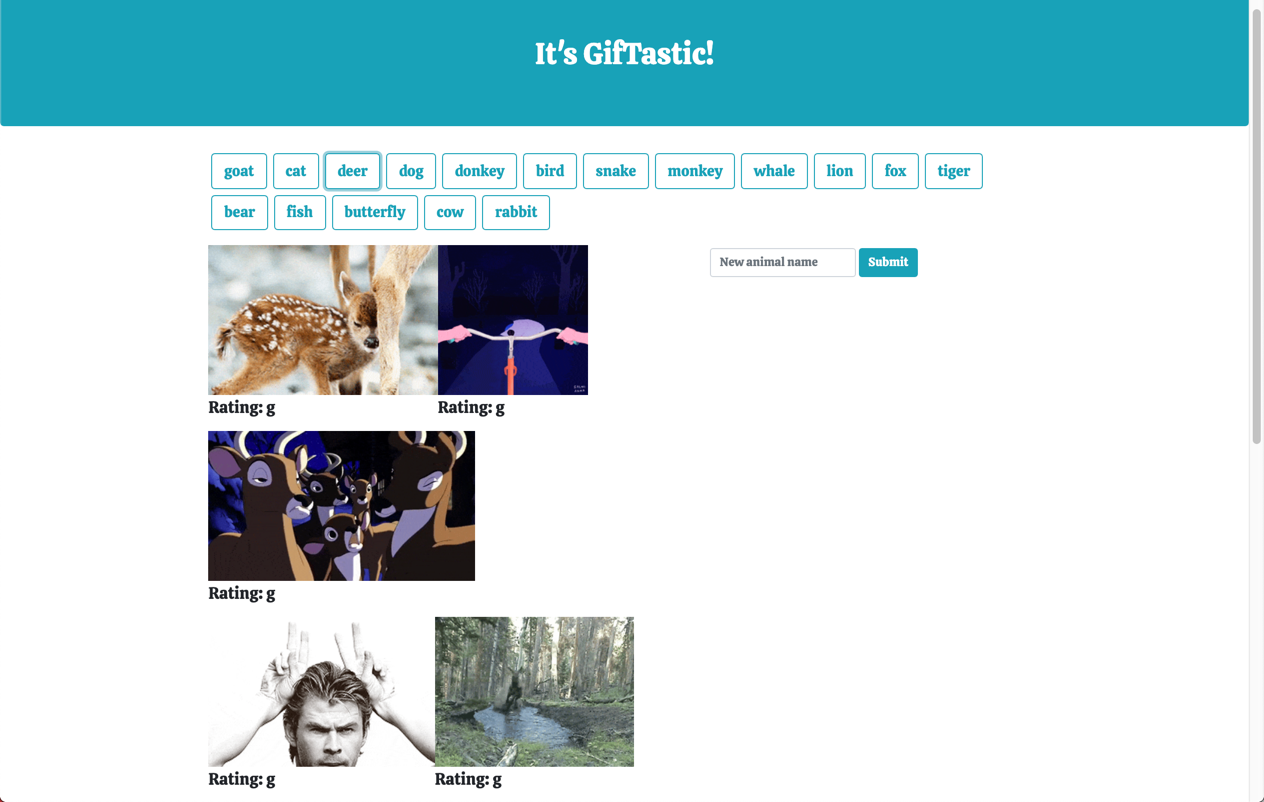 It's GifTastic!
goat cat deer dog donkey bird snake monkey whale lion fox tiger
bear fish butterfly cow rabbit
New animal name Submit
Rating: g Rating: g
Rating: g
Rating: g Rating: g